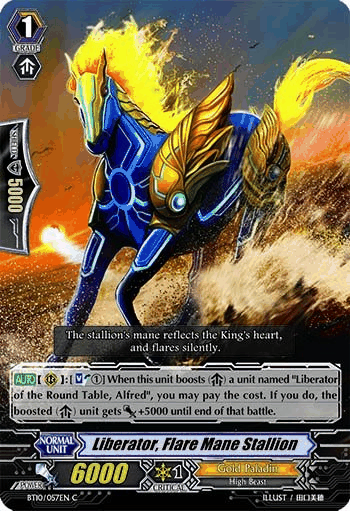 1
GRADE
SHIELD
5000
The stallion's mane reflects the King's heart,
and flares silently.
AUTO [ ]:[V ①] When this unit boosts ( ) a unit named "Liberator
of the Round Table, Alfred", you may pay the cost. If you do, the
boosted ( ) unit gets +5000 until end of that battle.
NORMAL
UNIT
Liberator, Flare Mane Stallion
POWER
6000
1
CRITICAL
Gold Paladin
High Beast
BT10/057EN C
ILLUST / 田口美穂